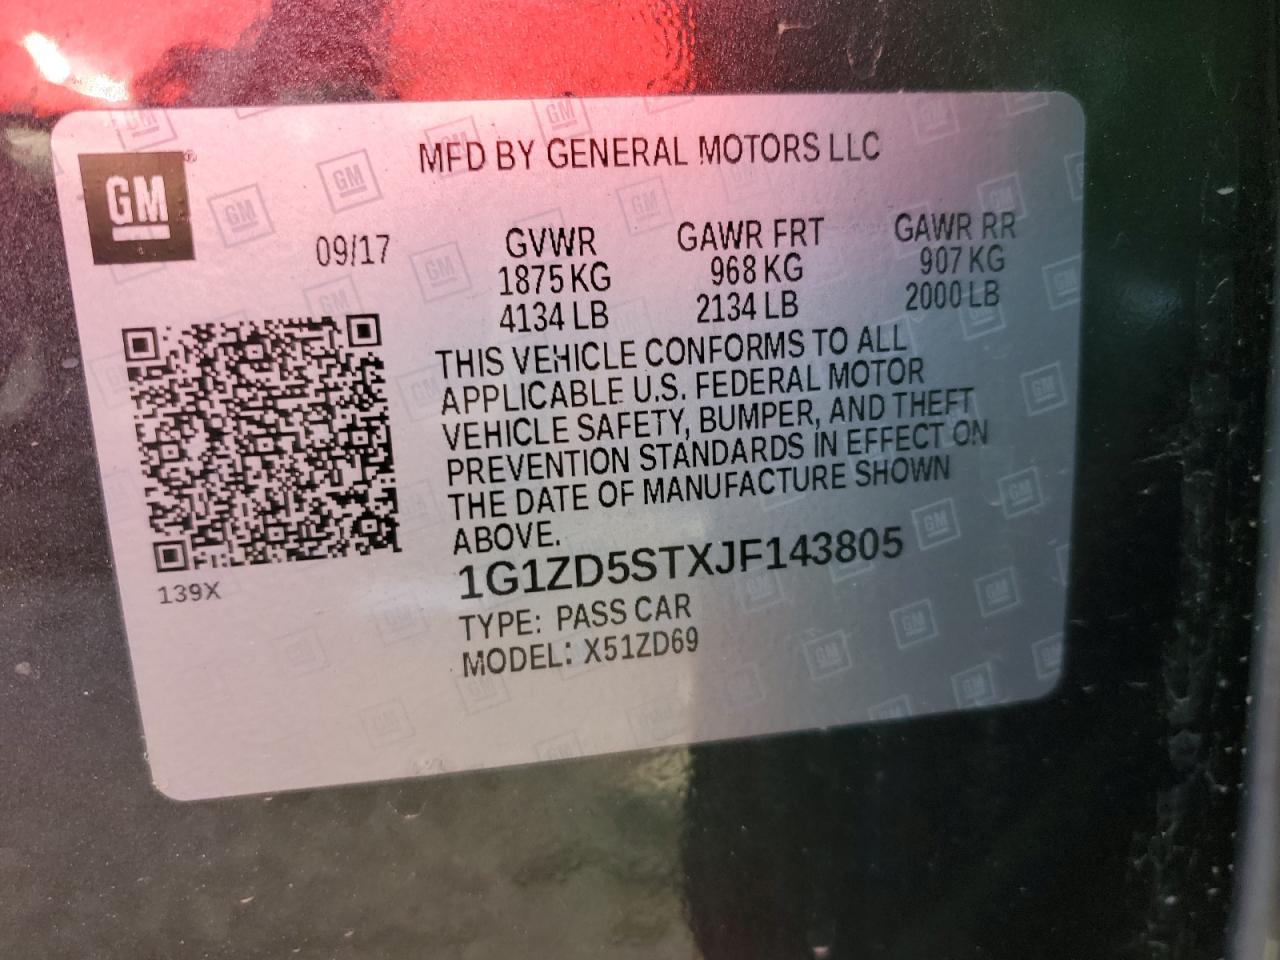 MFD BY GENERAL MOTORS LLC
GM
®
09/17
GVWR
1875 KG
4134 LB
GAWR FRT
968 KG
2134 LB
GAWR RR
907 KG
2000 LB
THIS VEHICLE CONFORMS TO ALL
APPLICABLE U.S. FEDERAL MOTOR
VEHICLE SAFETY, BUMPER, AND THEFT
PREVENTION STANDARDS IN EFFECT ON
THE DATE OF MANUFACTURE SHOWN
ABOVE.
139X
1G1ZD5STXJF143805
TYPE: PASS CAR
MODEL: X51ZD69